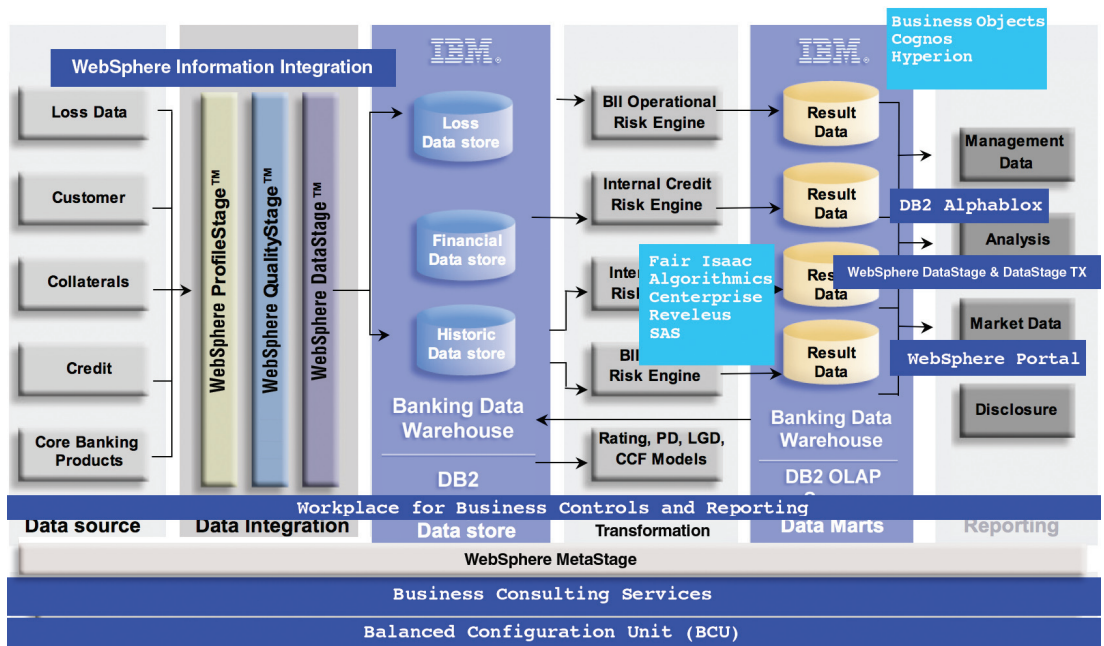 IBM®
IBM®
Business Objects
Cognos
Hyperion
WebSphere Information Integration
Loss Data
Customer
Collaterals
Credit
Core Banking
Products
WebSphere ProfileStage™
WebSphere QualityStage™
WebSphere DataStage™
Loss
Data store
Financial
Data store
Historic
Data store
Banking Data
Warehouse
DB2
BII Operational
Risk Engine
Internal Credit
Risk Engine
Fair Isaac
Algorithmics
Centerprise
Reveleus
SAS
BII
Risk Engine
Rating, PD, LGD,
CCF Models
Result
Data
Result
Data
Result
Data
Result
Data
Banking Data
Warehouse
DB2 OLAP
Management
Data
DB2 Alphablox
Analysis
WebSphere DataStage & DataStage TX
Market Data
WebSphere Portal
Disclosure
Workplace for Business Controls and Reporting
Data source
Data Integration
Data store
Transformation
Data Marts
Reporting
WebSphere MetaStage
Business Consulting Services
Balanced Configuration Unit (BCU)